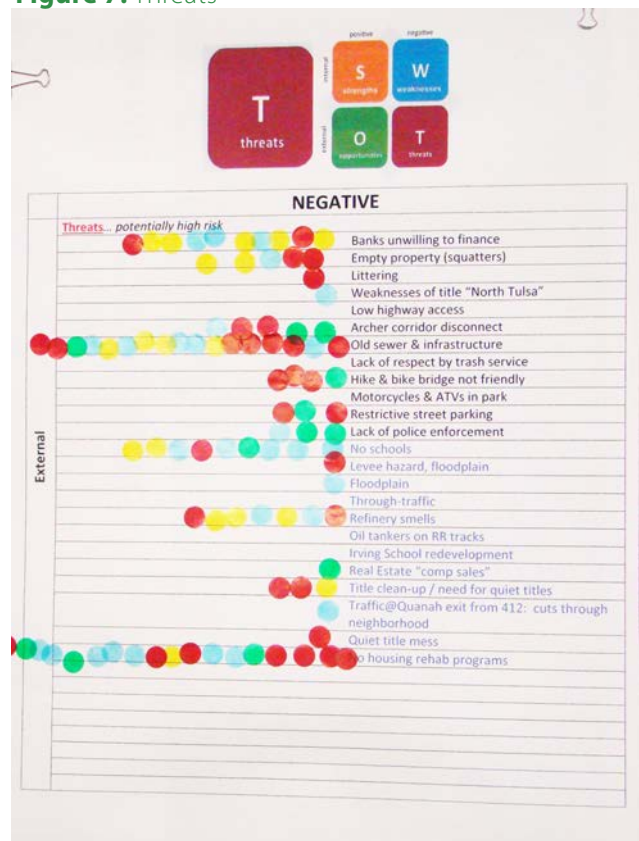 Figure 7. Threats
positive
negative
internal
S
strengths
W
weaknesses
T
threats
external
O
opportunities
T
threats
NEGATIVE
Threats... potentially high risk
External
Banks unwilling to finance
Empty property (squatters)
Littering
Weaknesses of title "North Tulsa"
Low highway access
Archer corridor disconnect
Old sewer & infrastructure
Lack of respect by trash service
Hike & bike bridge not friendly
Motorcycles & ATVs in park
Restrictive street parking
Lack of police enforcement
No schools
Levee hazard, floodplain
Floodplain
Through-traffic
Refinery smells
Oil tankers on RR tracks
Irving School redevelopment
Real Estate "comp sales"
Title clean-up / need for quiet titles
Traffic@Quanah exit from 412: cuts through
neighborhood
Quiet title mess
No housing rehab programs